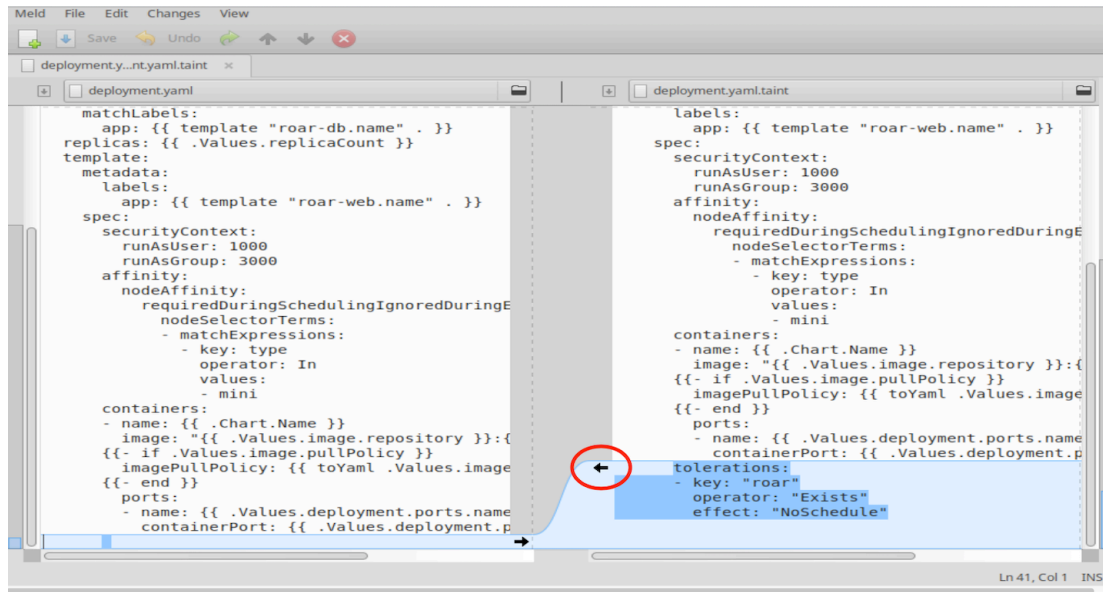 Meld File Edit Changes View
Save Undo
deployment.y...nt.yaml.taint ×
deployment.yaml
matchLabels:
app: {{ template "roar-db.name" . }}
replicas: {{ .Values.replicaCount }}
template:
metadata:
labels:
app: {{ template "roar-web.name" . }}
spec:
securityContext:
runAsUser: 1000
runAsGroup: 3000
affinity:
nodeAffinity:
requiredDuringSchedulingIgnoredDuringE
nodeSelectorTerms:
- matchExpressions:
- key: type
operator: In
values:
- mini
containers:
- name: {{ .Chart.Name }}
image: "{{ .Values.image.repository }}:{
{{- if .Values.image.pullPolicy }}
imagePullPolicy: {{ toYaml .Values.image
{{- end }}
ports:
- name: {{ .Values.deployment.ports.name
containerPort: {{ .Values.deployment.p
deployment.yaml.taint
labels:
app: {{ template "roar-web.name" . }}
spec:
securityContext:
runAsUser: 1000
runAsGroup: 3000
affinity:
nodeAffinity:
requiredDuringSchedulingIgnoredDuringE
nodeSelectorTerms:
- matchExpressions:
- key: type
operator: In
values:
- mini
containers:
- name: {{ .Chart.Name }}
image: "{{ .Values.image.repository }}:{
{{- if .Values.image.pullPolicy }}
imagePullPolicy: {{ toYaml .Values.image
{{- end }}
ports:
- name: {{ .Values.deployment.ports.name
containerPort: {{ .Values.deployment.p
tolerations:
- key: "roar"
operator: "Exists"
effect: "NoSchedule"
Ln 41, Col 1 INS